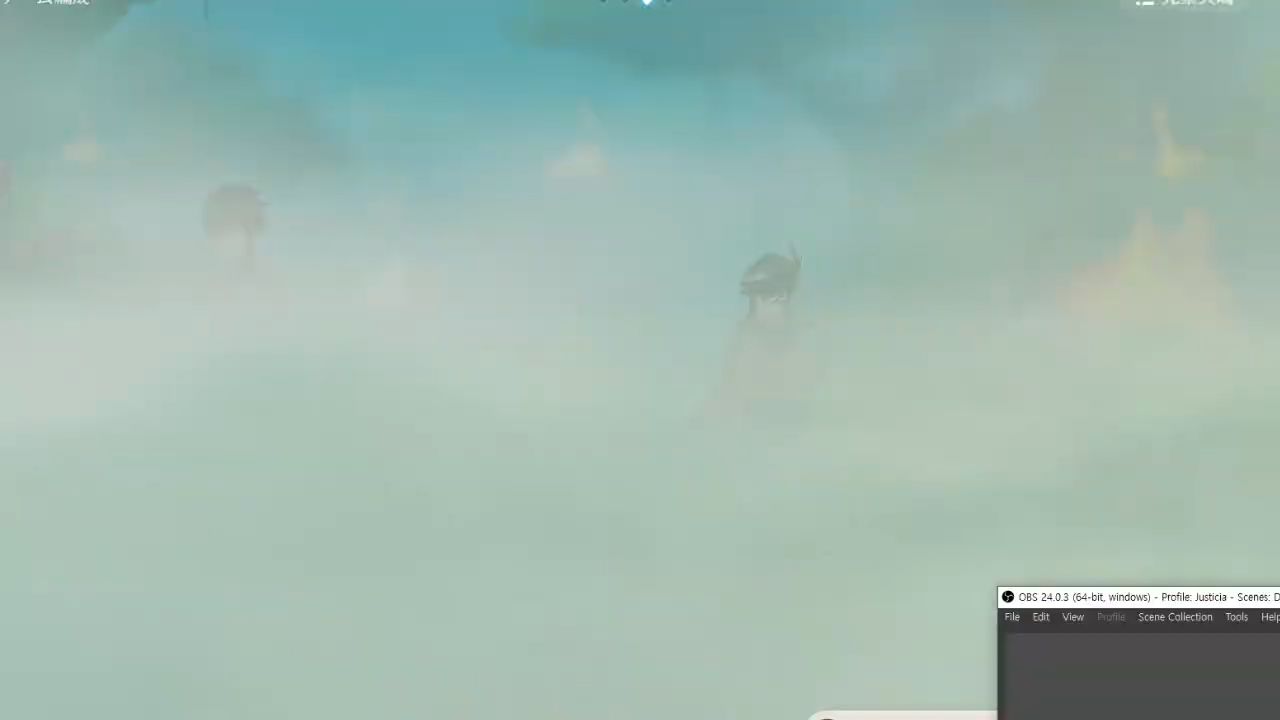 OBS 24.0.3 (64-bit, windows) - Profile: Justicia - Scenes:
File Edit View Profile Scene Collection Tools Help